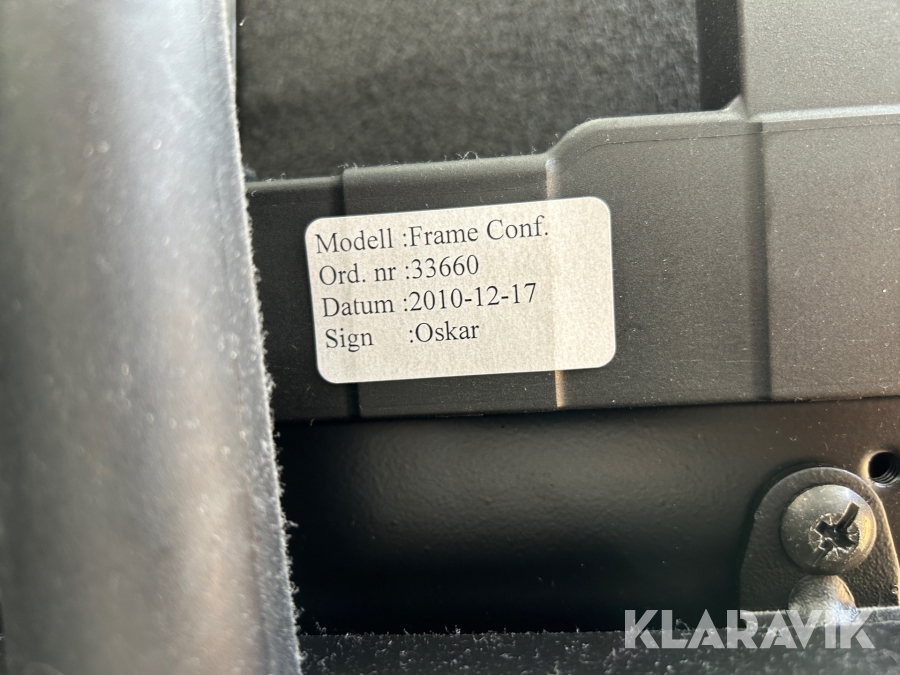 Modell :Frame Conf.
Ord. nr :33660
Datum :2010-12-17
Sign :Oskar
KLARAVIK